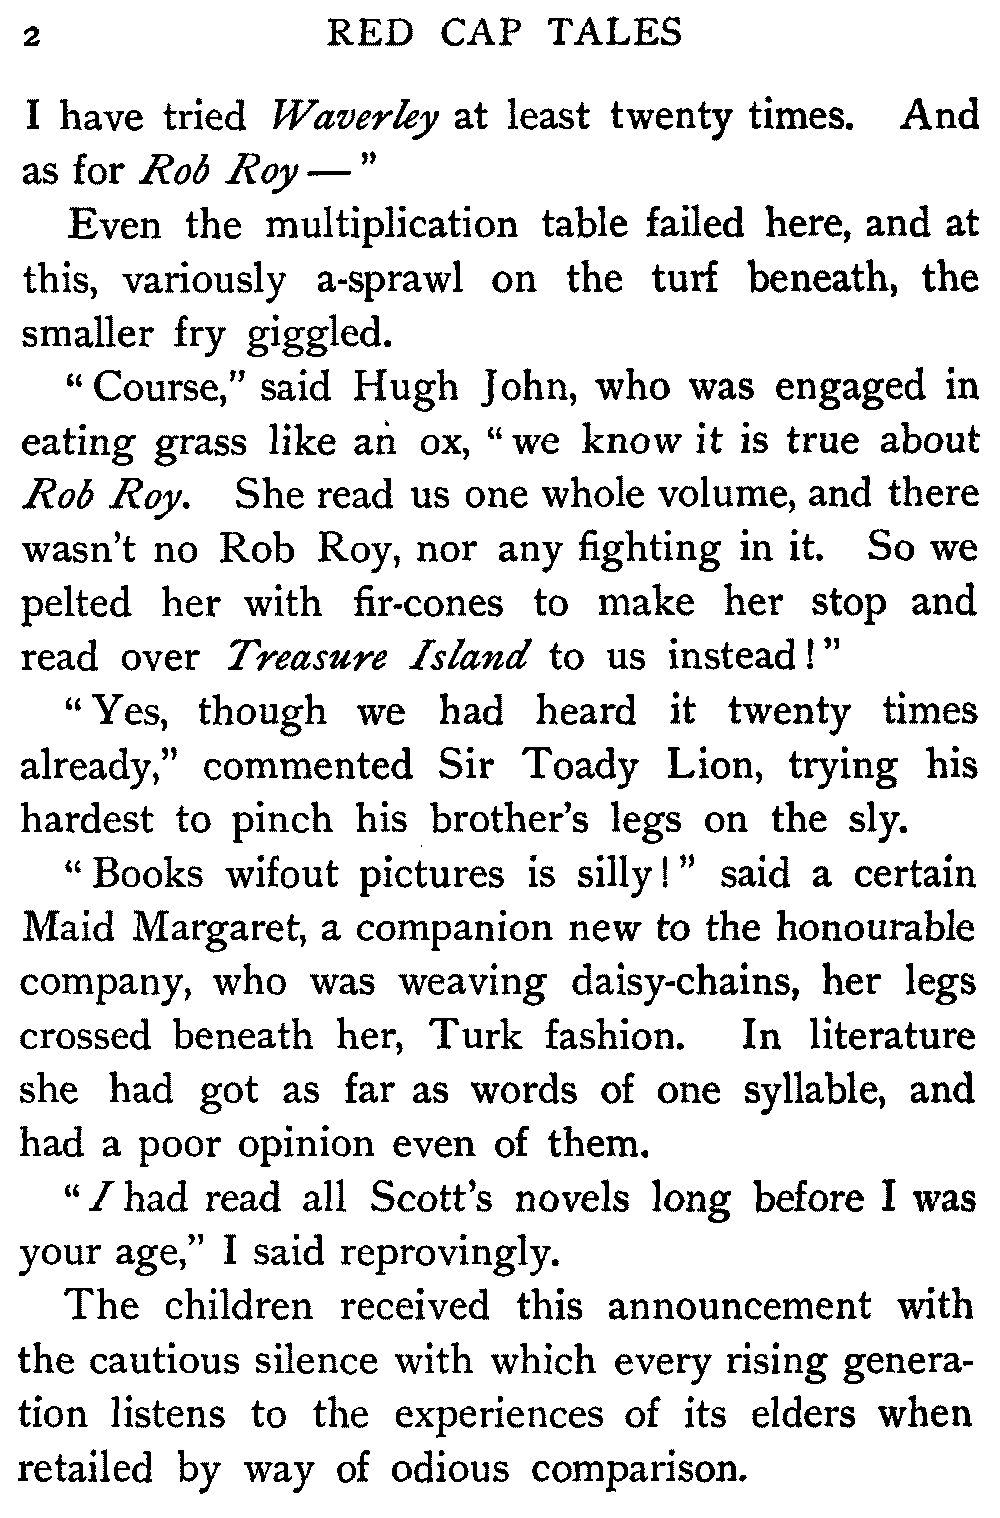 2 RED CAP TALES
I have tried Waverley at least twenty times. And
as for Rob Roy — "
Even the multiplication table failed here, and at
this, variously a-sprawl on the turf beneath, the
smaller fry giggled.
" Course," said Hugh John, who was engaged in
eating grass like an ox, " we know it is true about
Rob Roy. She read us one whole volume, and there
wasn't no Rob Roy, nor any fighting in it. So we
pelted her with fir-cones to make her stop and
read over Treasure Island to us instead ! "
" Yes, though we had heard it twenty times
already," commented Sir Toady Lion, trying his
hardest to pinch his brother's legs on the sly.
" Books wifout pictures is silly ! " said a certain
Maid Margaret, a companion new to the honourable
company, who was weaving daisy-chains, her legs
crossed beneath her, Turk fashion. In literature
she had got as far as words of one syllable, and
had a poor opinion even of them.
" I had read all Scott's novels long before I was
your age," I said reprovingly.
The children received this announcement with
the cautious silence with which every rising genera-
tion listens to the experiences of its elders when
retailed by way of odious comparison.